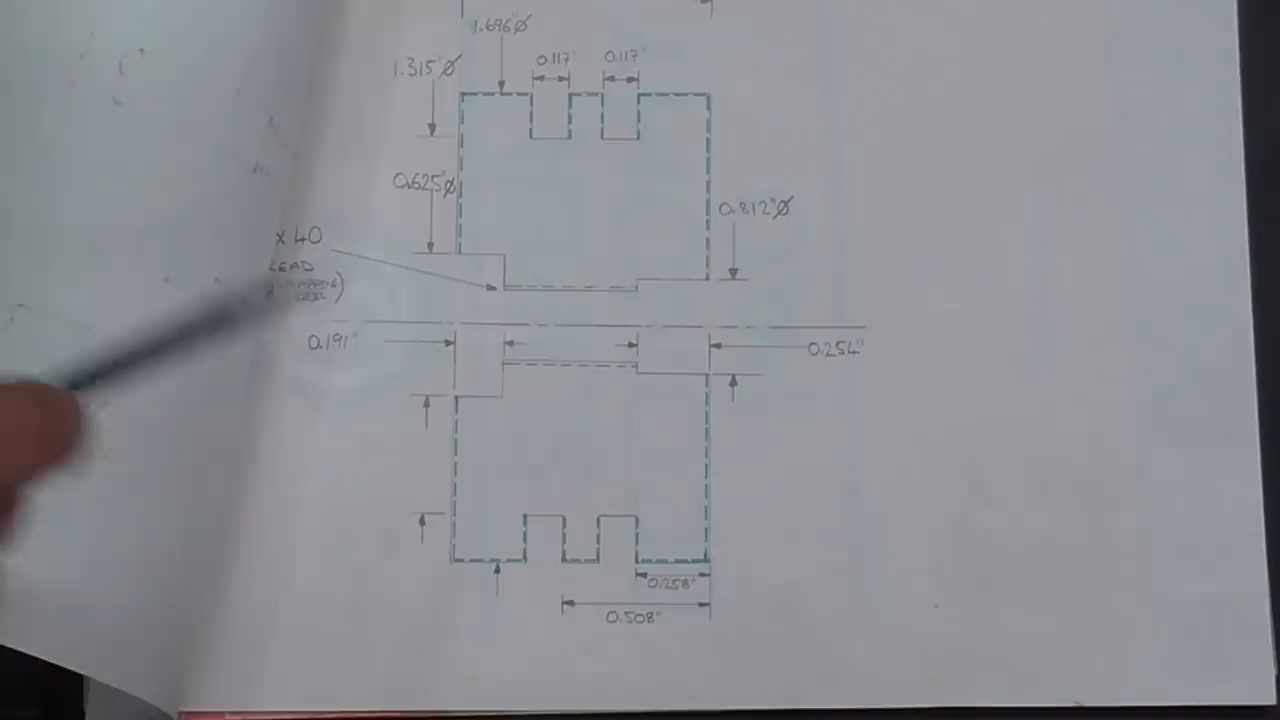 1.696"Ø
0.117"
0.117"
1.315"Ø
0.625"Ø
0.812"Ø
x 40
LEAD
0.191"
0.254"
0.258"
0.508"